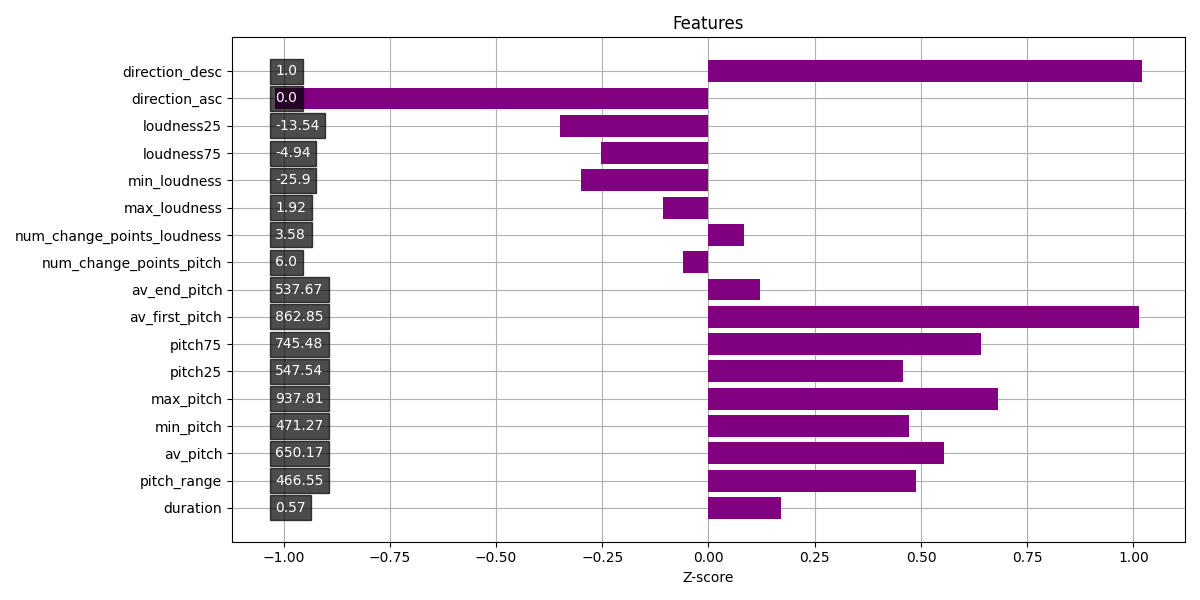 Features
direction_desc 1.0
direction_asc 0.0
loudness25 -13.54
loudness75 -4.94
min_loudness -25.9
max_loudness 1.92
num_change_points_loudness 3.58
num_change_points_pitch 6.0
av_end_pitch 537.67
av_first_pitch 862.85
pitch75 745.48
pitch25 547.54
max_pitch 937.81
min_pitch 471.27
av_pitch 650.17
pitch_range 466.55
duration 0.57
−1.00 −0.75 −0.50 −0.25 0.00 0.25 0.50 0.75 1.00
Z-score